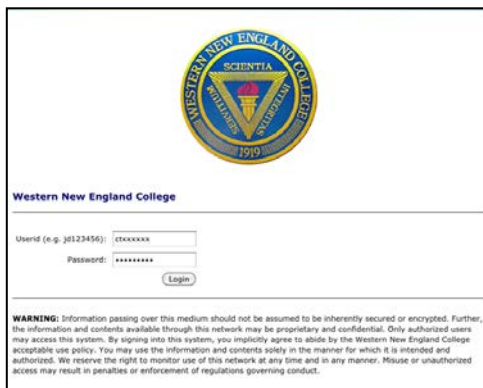 WESTERN NEW ENGLAND COLLEGE
SCIENTIA
INTEGRITAS
SERVITIUM
1919
Western New England College
Userid (e.g. jd123456): ctxxxxxx
Password: •••••••••
Login
WARNING: Information passing over this medium should not be assumed to be inherently secured or encrypted. Further,
the information and contents available through this network may be proprietary and confidential. Only authorized users
may access this system. By signing into this system, you implicitly agree to abide by the Western New England College
acceptable use policy. You may use the information and contents solely in the manner for which it is intended and
authorized. We reserve the right to monitor use of this network at any time and in any manner. Misuse or unauthorized
access may result in penalties or enforcement of regulations governing conduct.